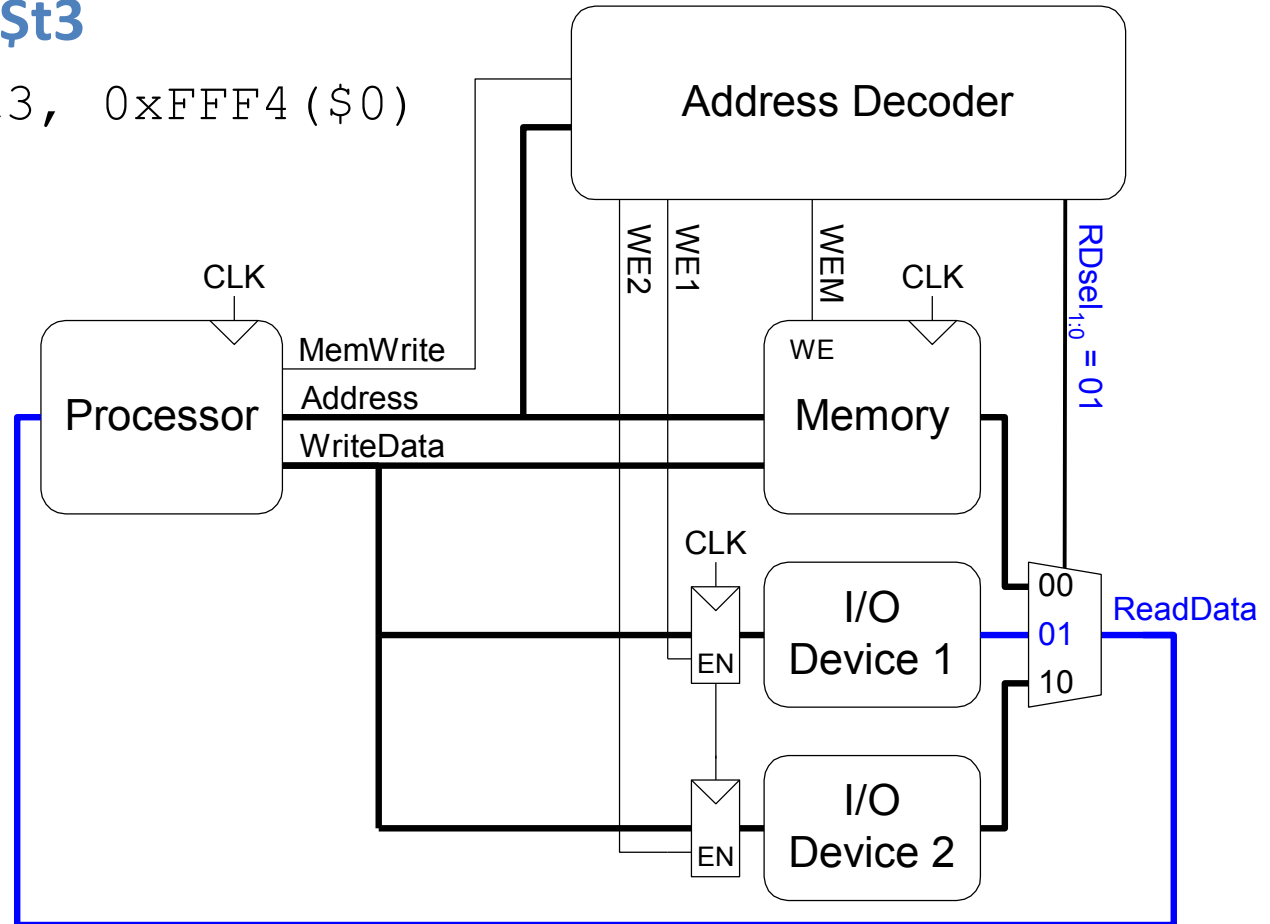 $t3
3, 0xFFF4($0)
Address Decoder
WE2
WE1
WEM
RDsel1:0 = 01
CLK
CLK
MemWrite
Address
WriteData
Processor
WE
Memory
CLK
EN
I/O
Device 1
00
01
10
ReadData
EN
I/O
Device 2